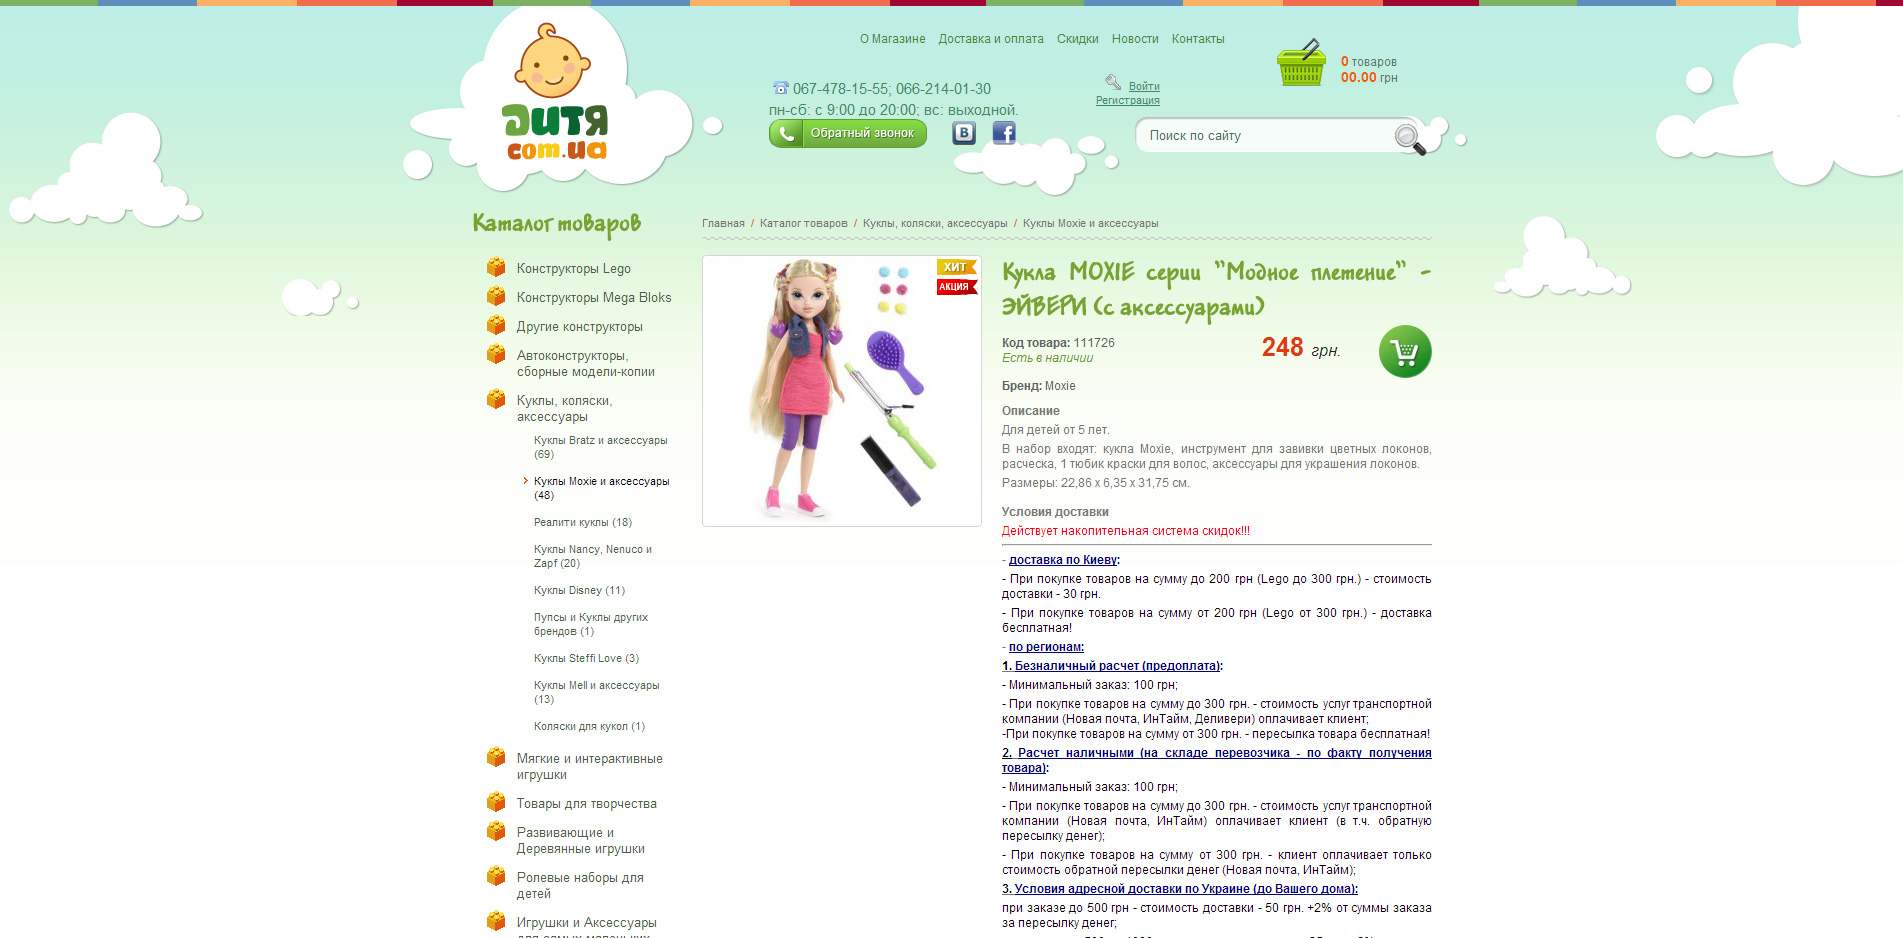 О Магазине Доставка и оплата Скидки Новости Контакты
0 товаров
00.00 грн
дитя
com.ua
067-478-15-55; 066-214-01-30
пн-сб: с 9:00 до 20:00; вс: выходной.
Обратный звонок
В f
Войти
Регистрация
Поиск по сайту
Каталог товаров
Конструкторы Lego
Конструкторы Mega Bloks
Другие конструкторы
Автоконструкторы,
сборные модели-копии
Куклы, коляски,
аксессуары
Куклы Bratz и аксессуары
(69)
Куклы Moxie и аксессуары
(48)
Реалити куклы (18)
Куклы Nancy, Nenuco и
Zapf (20)
Куклы Disney (11)
Пупсы и Куклы других
брендов (1)
Куклы Steffi Love (3)
Куклы Mell и аксессуары
(13)
Коляски для кукол (1)
Мягкие и интерактивные
игрушки
Товары для творчества
Развивающие и
Деревянные игрушки
Ролевые наборы для
детей
Игрушки и Аксессуары
для самых маленьких
Главная / Каталог товаров / Куклы, коляски, аксессуары / Куклы Moxie и аксессуары
ХИТ
АКЦИЯ
Кукла MOXIE серии "Модное плетение" -
ЭЙВЕРИ (с аксессуарами)
Код товара: 111726
Есть в наличии
248 грн.
Бренд: Moxie
Описание
Для детей от 5 лет.
В набор входят: кукла Moxie, инструмент для завивки цветных локонов,
расческа, 1 тюбик краски для волос, аксессуары для украшения локонов.
Размеры: 22,86 х 6,35 х 31,75 см.
Условия доставки
Действует накопительная система скидок!!!
- доставка по Киеву:
- При покупке товаров на сумму до 200 грн (Lego до 300 грн.) - стоимость
доставки - 30 грн.
- При покупке товаров на сумму от 200 грн (Lego от 300 грн.) - доставка
бесплатная!
- по регионам:
1. Безналичный расчет (предоплата):
- Минимальный заказ: 100 грн;
- При покупке товаров на сумму до 300 грн. - стоимость услуг транспортной
компании (Новая почта, ИнТайм, Деливери) оплачивает клиент;
-При покупке товаров на сумму от 300 грн. - пересылка товара бесплатная!
2. Расчет наличными (на складе перевозчика - по факту получения
товара):
- Минимальный заказ: 100 грн;
- При покупке товаров на сумму до 300 грн. - стоимость услуг транспортной
компании (Новая почта, ИнТайм) оплачивает клиент (в т.ч. обратную
пересылку денег);
- При покупке товаров на сумму от 300 грн. - клиент оплачивает только
стоимость обратной пересылки денег (Новая почта, ИнТайм);
3. Условия адресной доставки по Украине (до Вашего дома):
при заказе до 500 грн - стоимость доставки - 50 грн. +2% от суммы заказа
за пересылку денег;